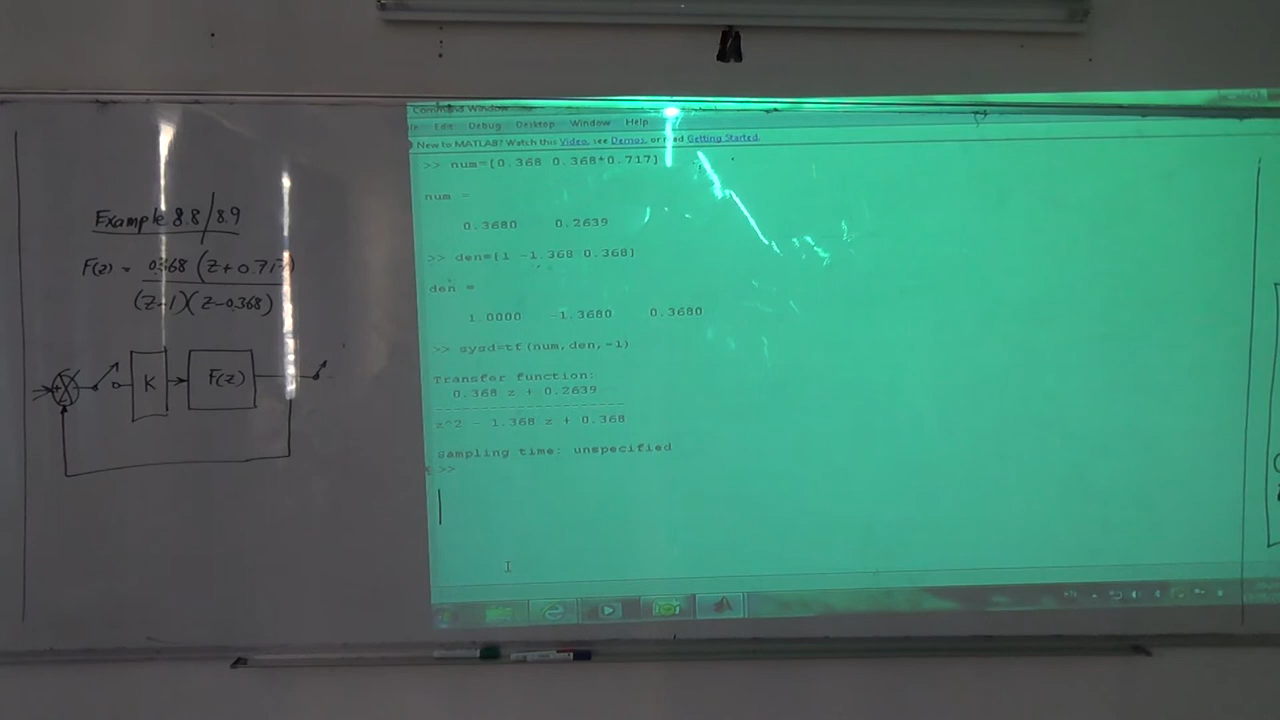 Example 8.8/8.9
F(z) = 0.368 (z+0.717)
(z-1)(z-0.368)
K
F(z)
Command Window
Edit Debug Desktop Window Help
New to MATLAB? Watch this Video, see Demos, or read Getting Started.
>> num=[0.368 0.368*0.717]
num =
0.3680 0.2639
>> den=[1 -1.368 0.368]
den =
1.0000 -1.3680 0.3680
>> sysd=tf(num,den,-1)
Transfer function:
0.368 z + 0.2639
---------------------
z^2 - 1.368 z + 0.368
Sampling time: unspecified
>>